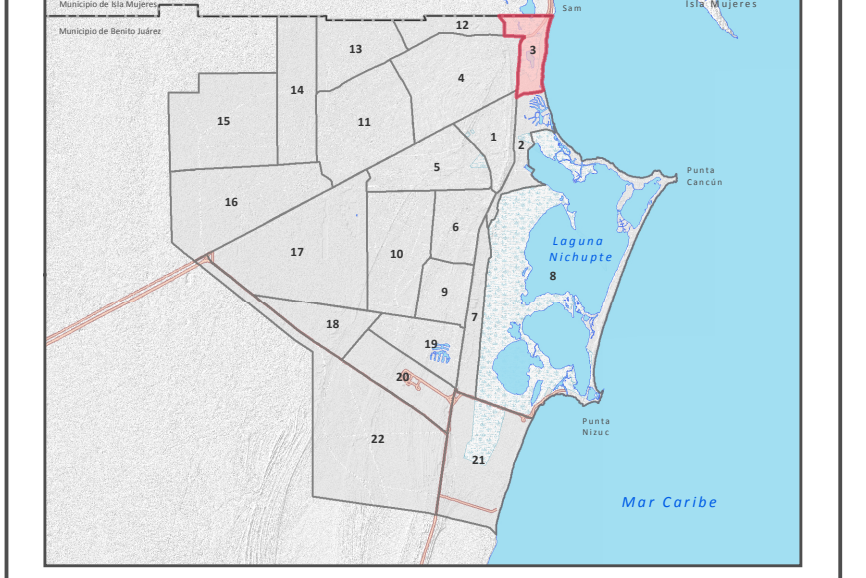 Municipio de Isla Mujeres
Sam
Isla Mujeres
Municipio de Benito Juárez
12
13
3
4
14
15
11
1
2
5
Punta
Cancún
16
6
Laguna
Nichupte
17
10
8
9
7
18
19
20
Punta
Nizuc
22
21
Mar Caribe